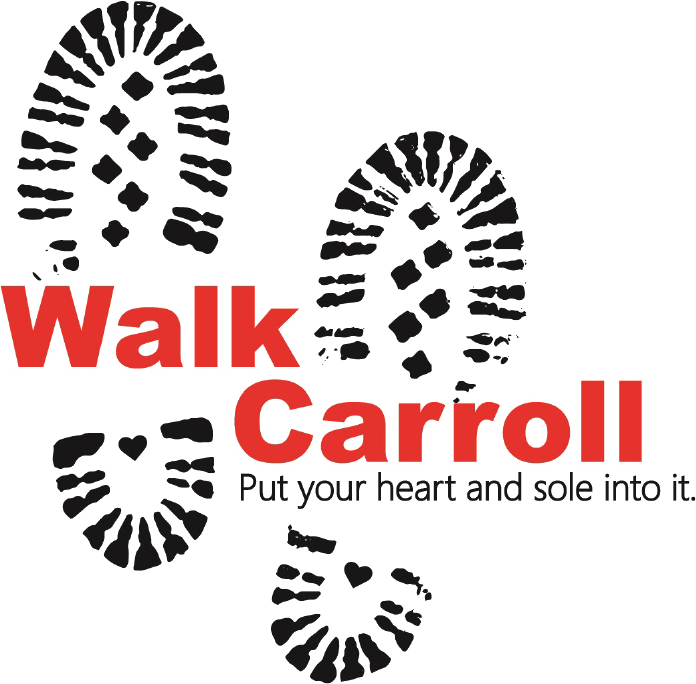 Walk
Carroll
Put your heart and sole into it.